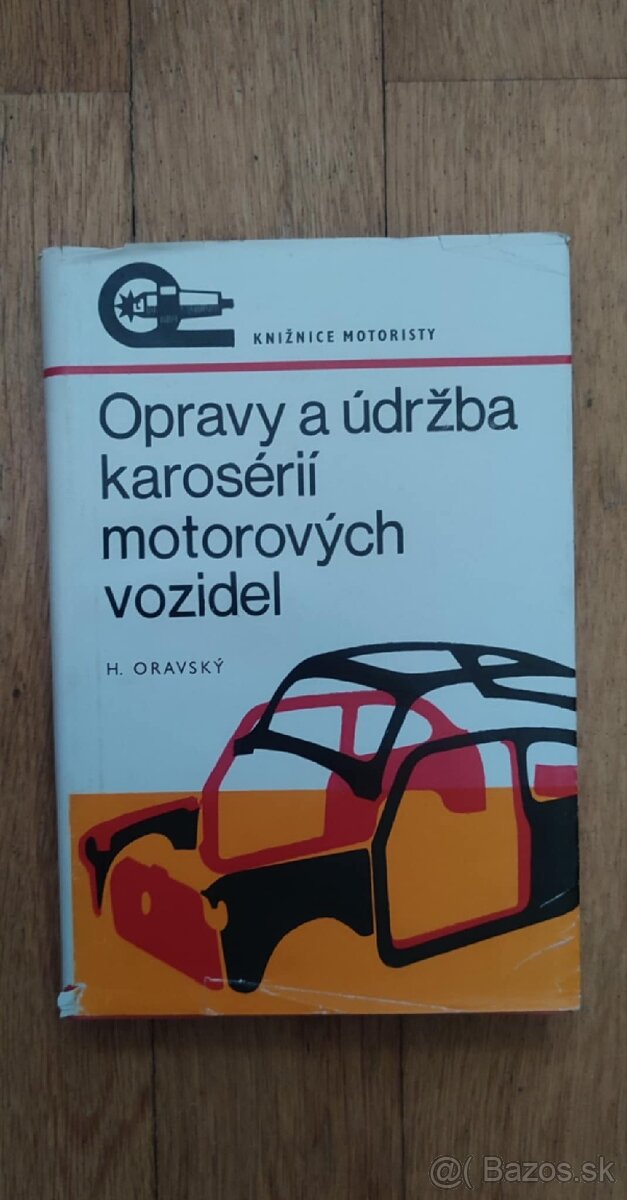 KNIŽNICE MOTORISTY
Opravy a údržba
karosérií
motorových
vozidel
H. ORAVSKÝ
@( Bazos.sk